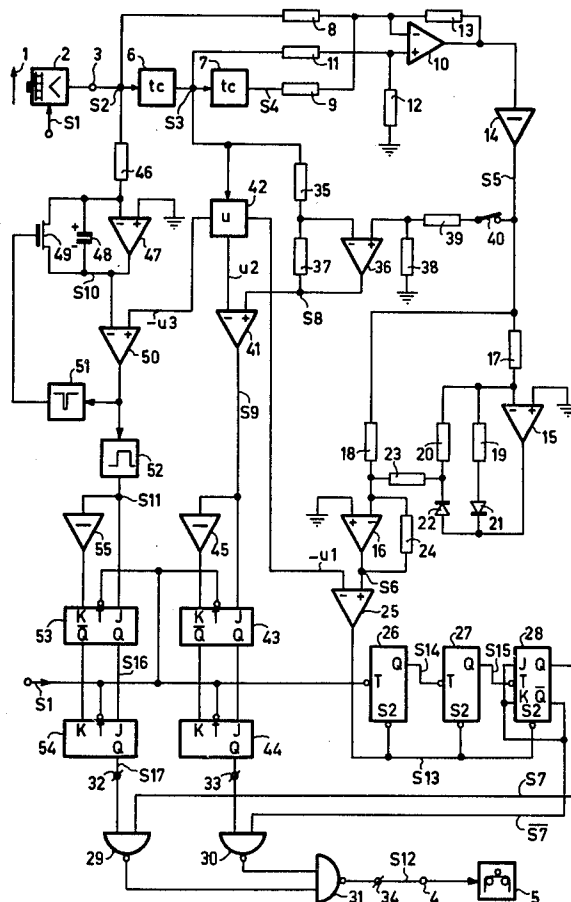 1 2 3 6 7 8 13
S2 tc S3 tc S4 11 9 10
S1 12
46 14
35 S5
42 u 39 40
49 48 47 37 36 38
S10 u2 S8
-u3 17
50 41
51 S9 20 19 15
18 23
52 22 21
S11 24
16
55 45 -u1 S6
25
26 27 28
53 K J 43 K J S14 S15 J Q
Q̄ Q Q̄ Q T Q T Q T
S16 K Q̄
S1 S2 S2 S2
54 K J 44 K J
Q Q S13
32 S17 33 S7
S̄7̄
29 30
S12
31 34 4 5